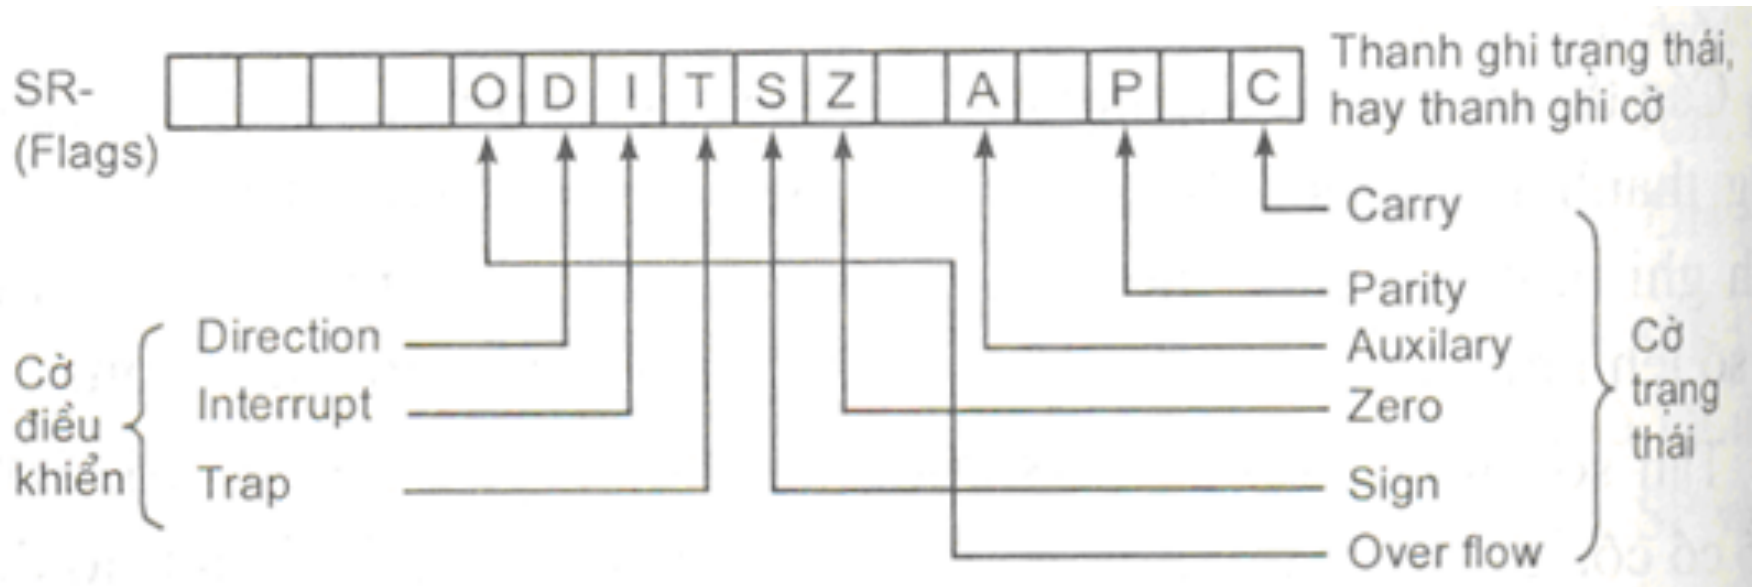 SR-
(Flags)
O D I T S Z A P C
Thanh ghi trạng thái,
hay thanh ghi cờ
Carry
Parity
Auxilary
Zero
Sign
Over flow
Cờ
trạng
thái
Direction
Interrupt
Trap
Cờ
điều
khiển